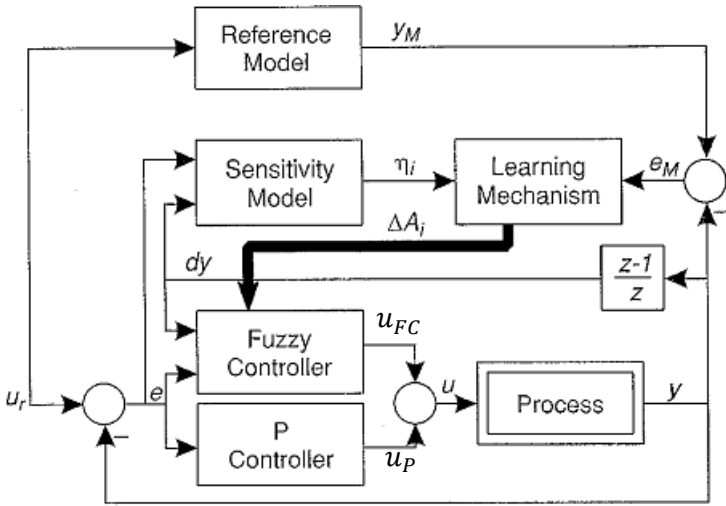 Reference
Model
y_M
Sensitivity
Model
η_i
Learning
Mechanism
e_M
−
ΔA_i
dy
z-1
z
Fuzzy
Controller
u_FC
u_r
e
−
P
Controller
u_P
u
Process
y